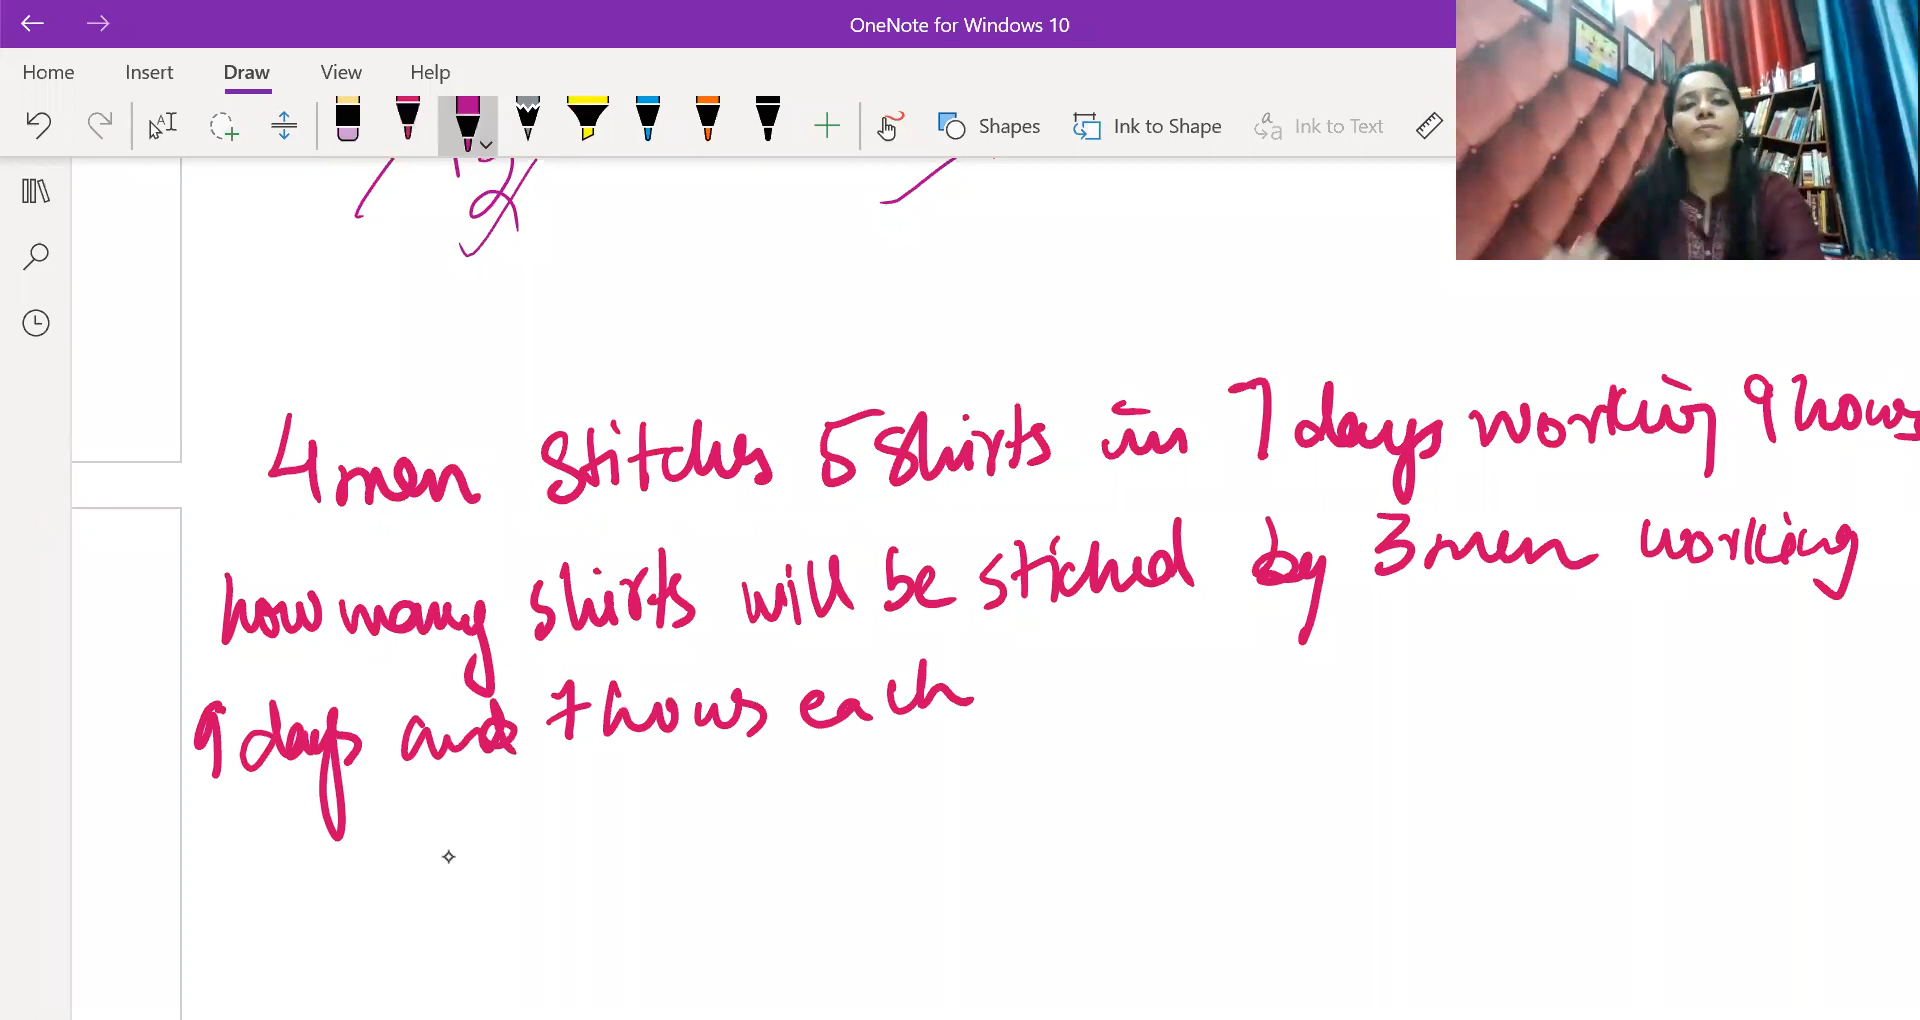 OneNote for Windows 10
Home Insert Draw View Help
Shapes Ink to Shape Ink to Text
4 men stitches 5 shirts in 7 days working 9 hours
how many shirts will be stiched by 3 men working
9 days and 7 hours each